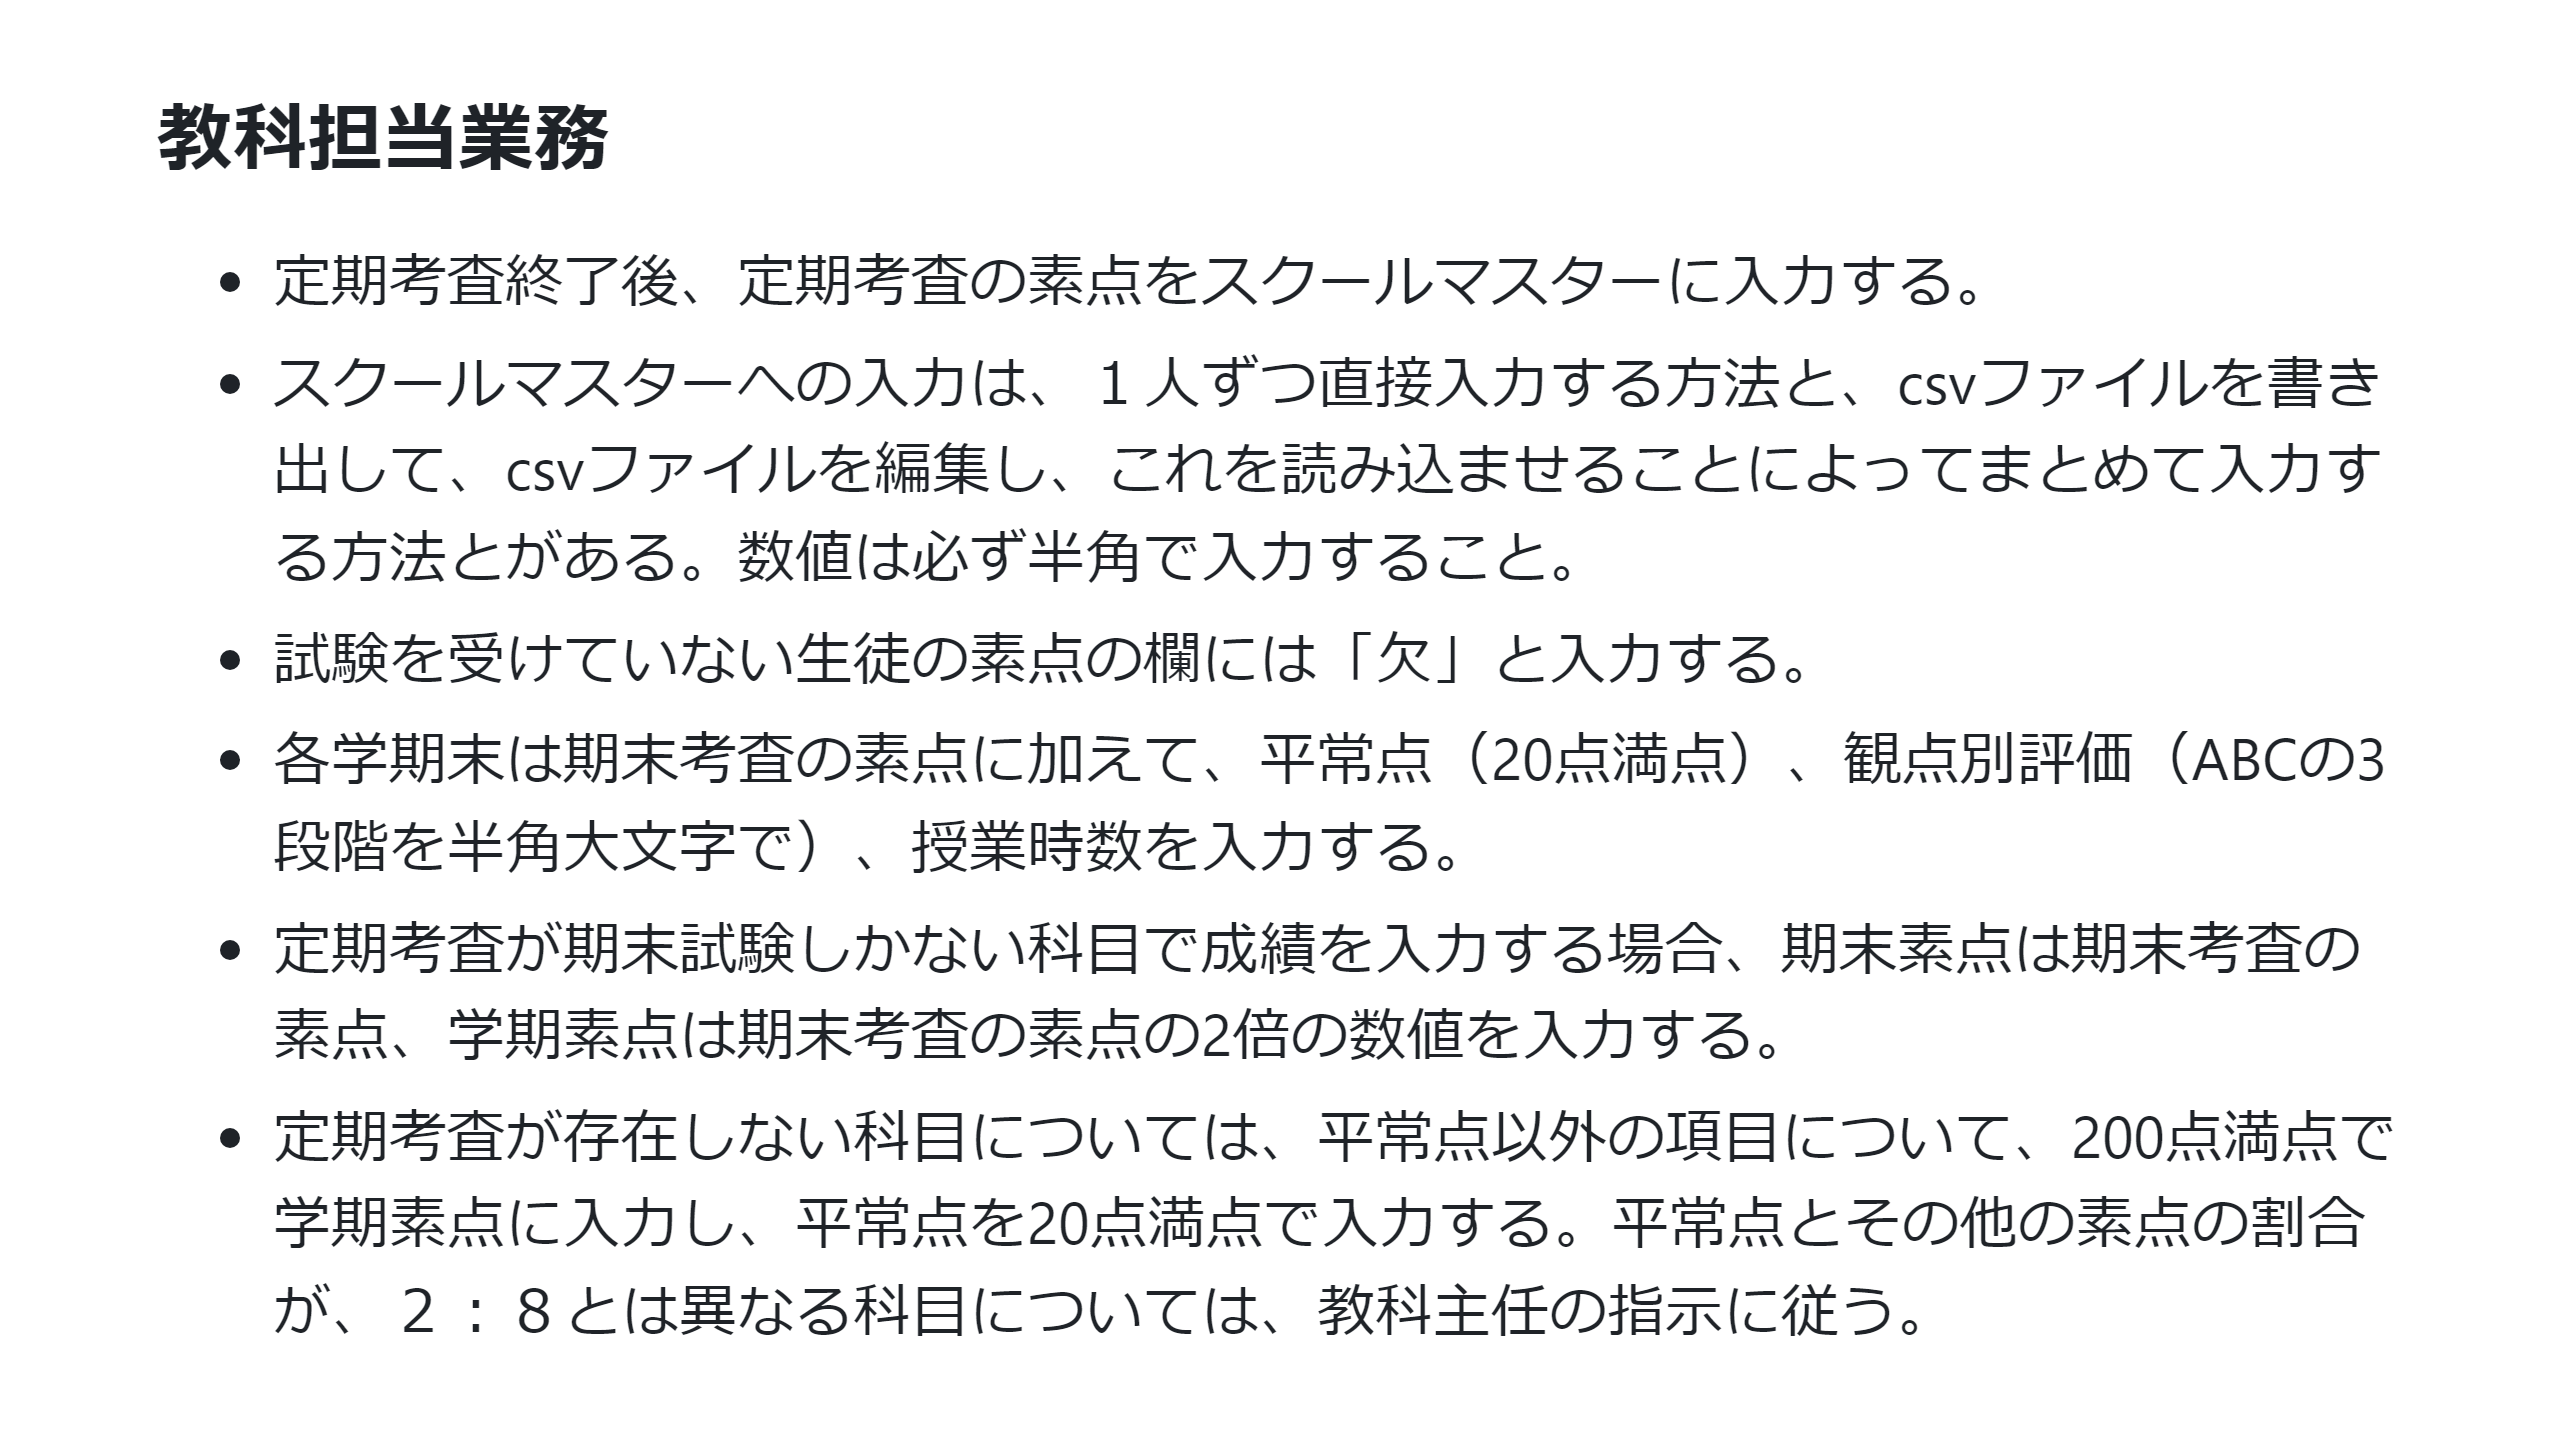 教科担当業務
定期考査終了後、定期考査の素点をスクールマスターに入力する。
スクールマスターへの入力は、１人ずつ直接入力する方法と、csvファイルを書き
出して、csvファイルを編集し、これを読み込ませることによってまとめて入力す
る方法とがある。数値は必ず半角で入力すること。
試験を受けていない生徒の素点の欄には「欠」と入力する。
各学期末は期末考査の素点に加えて、平常点（20点満点）、観点別評価（ABCの3
段階を半角大文字で）、授業時数を入力する。
定期考査が期末試験しかない科目で成績を入力する場合、期末素点は期末考査の
素点、学期素点は期末考査の素点の2倍の数値を入力する。
定期考査が存在しない科目については、平常点以外の項目について、200点満点で
学期素点に入力し、平常点を20点満点で入力する。平常点とその他の素点の割合
が、２：８とは異なる科目については、教科主任の指示に従う。